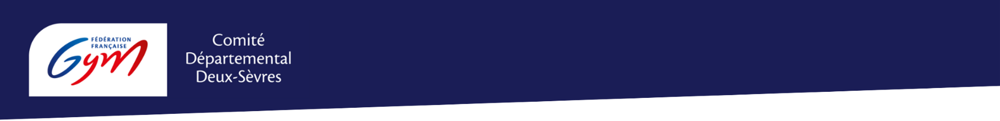 FÉDÉRATION
FRANÇAISE
Gym
Comité
Départemental
Deux-Sèvres